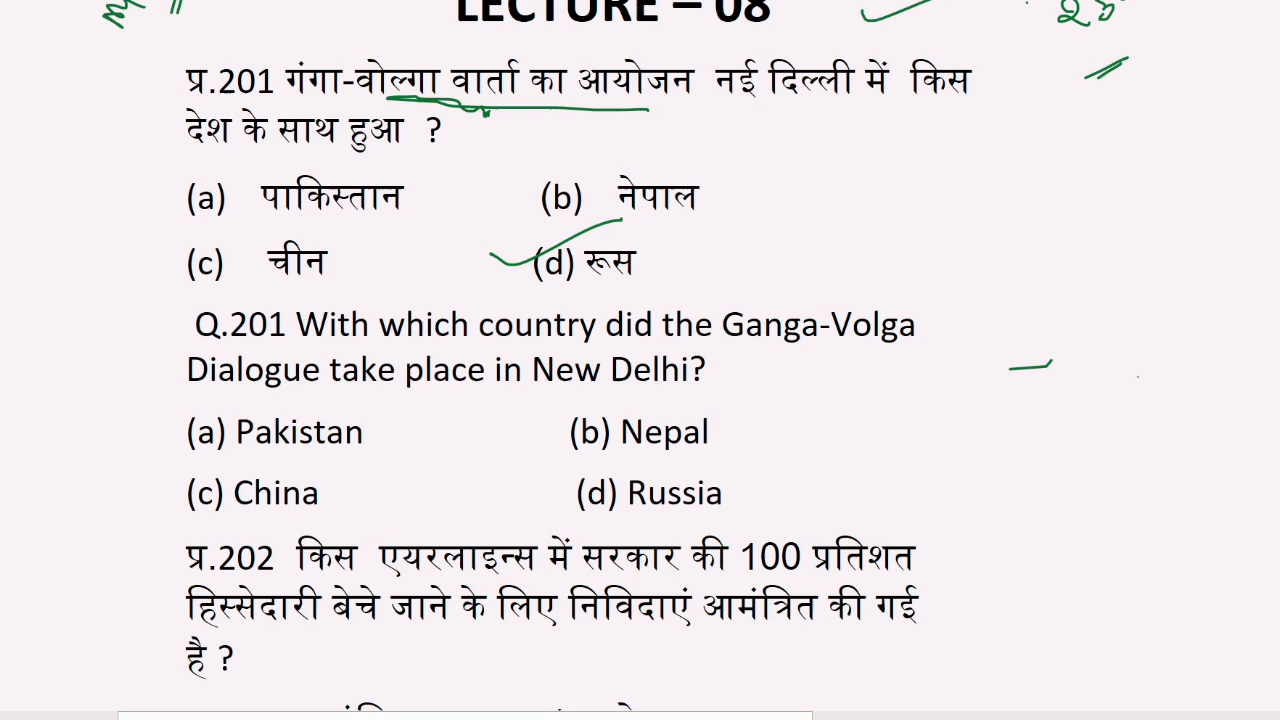 LECTURE – 08
प्र.201 गंगा-वोल्गा वार्ता का आयोजन नई दिल्ली में किस
देश के साथ हुआ ?
(a) पाकिस्तान (b) नेपाल
(c) चीन (d) रूस
Q.201 With which country did the Ganga-Volga
Dialogue take place in New Delhi?
(a) Pakistan (b) Nepal
(c) China (d) Russia
प्र.202 किस एयरलाइन्स में सरकार की 100 प्रतिशत
हिस्सेदारी बेचे जाने के लिए निविदाएं आमंत्रित की गई
है ?